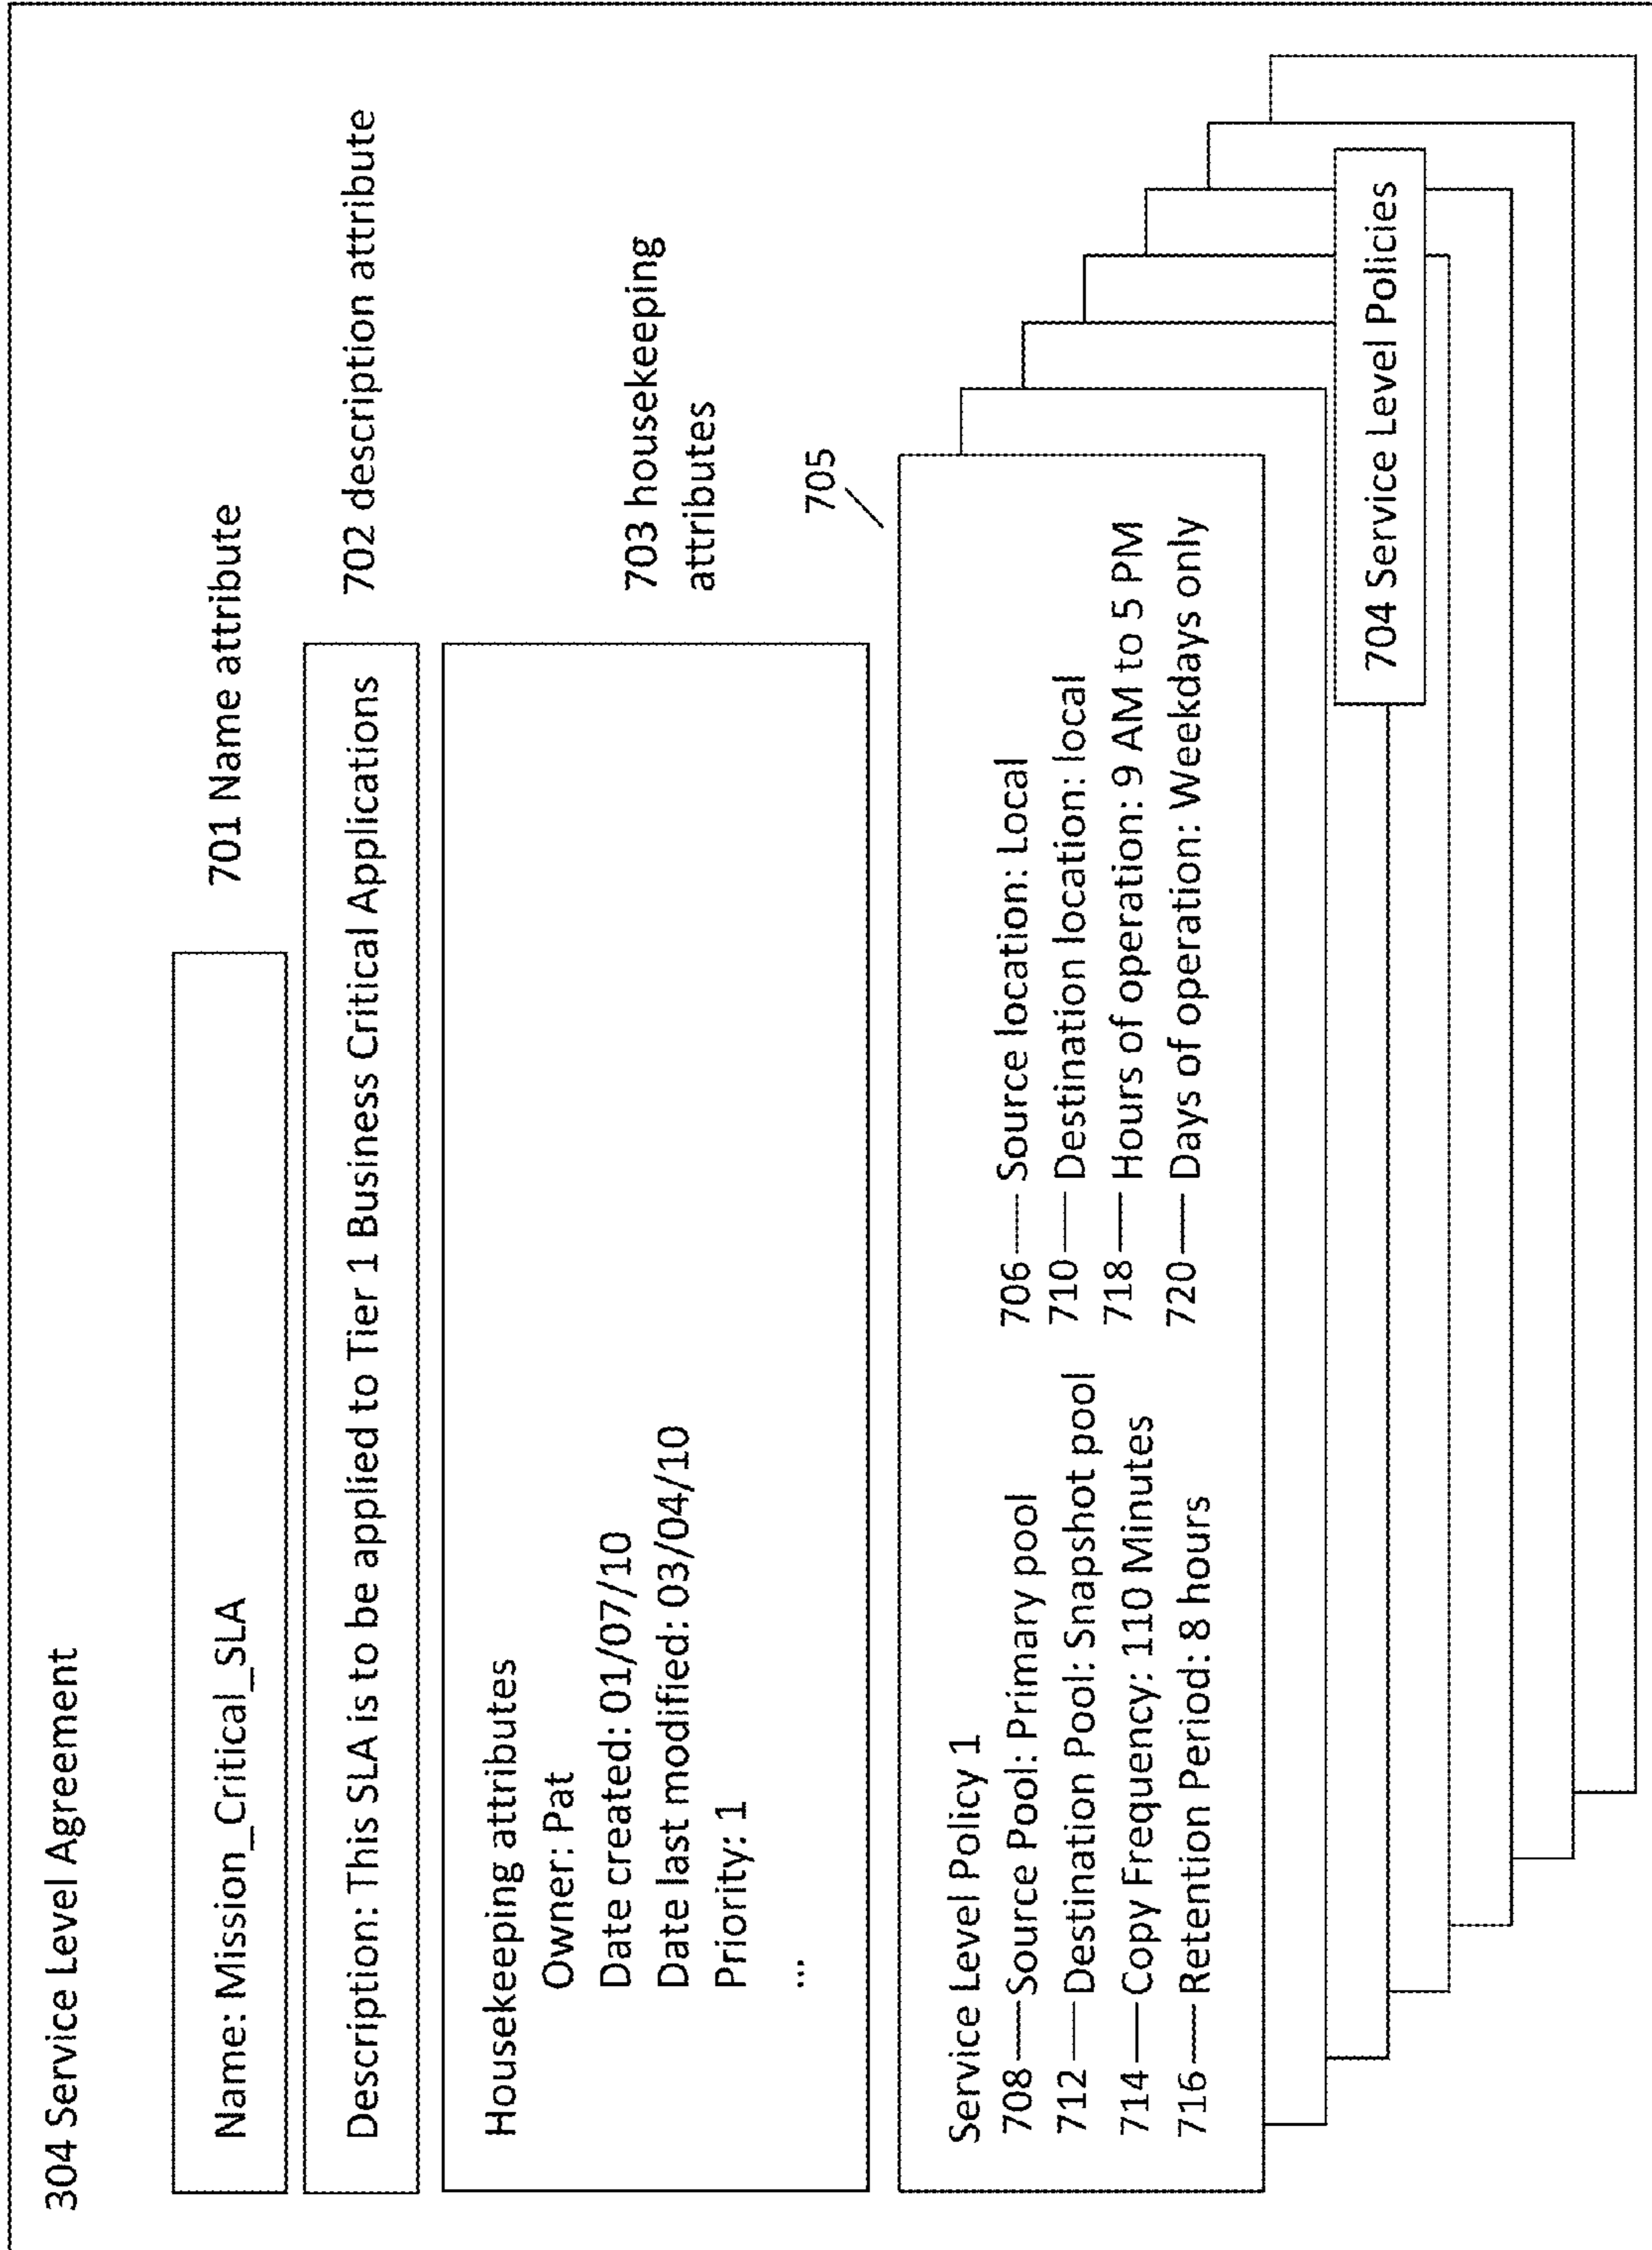 304 Service Level Agreement
Name: Mission_Critical_SLA
701 Name attribute
Description: This SLA is to be applied to Tier 1 Business Critical Applications
702 description attribute
Housekeeping attributes
Owner: Pat
Date created: 01/07/10
Date last modified: 03/04/10
Priority: 1
...
703 housekeeping
attributes
705
Service Level Policy 1
708 Source Pool: Primary pool
712 Destination Pool: Snapshot pool
714 Copy Frequency: 110 Minutes
716 Retention Period: 8 hours
706 Source location: Local
710 Destination location: local
718 Hours of operation: 9 AM to 5 PM
720 Days of operation: Weekdays only
704 Service Level Policies